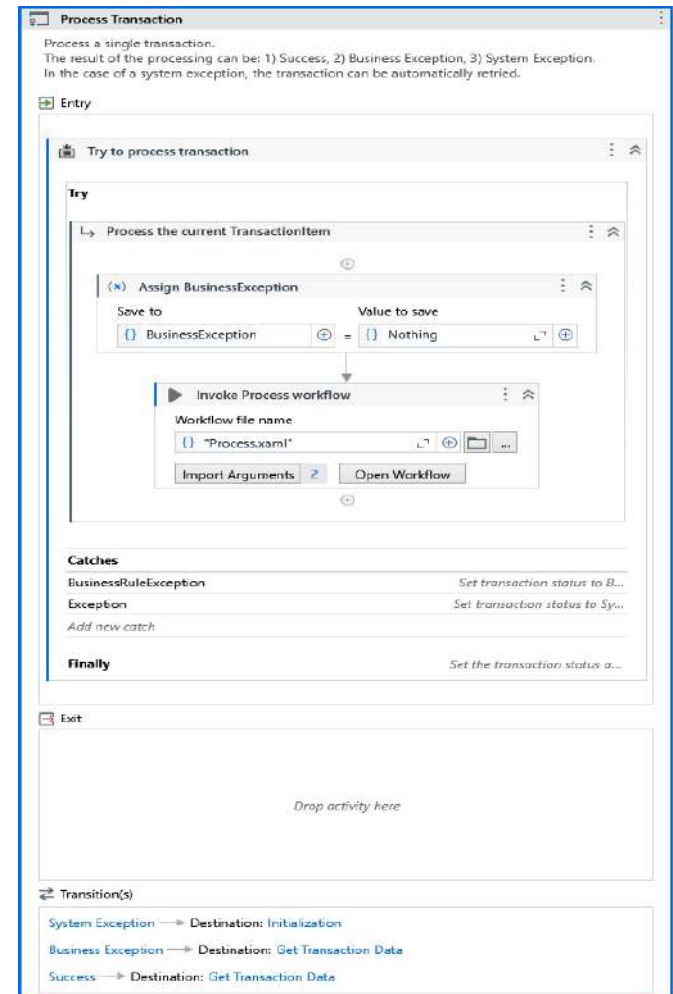 Process Transaction
Process a single transaction.
The result of the processing can be: 1) Success, 2) Business Exception, 3) System Exception.
In the case of a system exception, the transaction can be automatically retried.
Entry
Try to process transaction
Try
Process the current TransactionItem
(x) Assign BusinessException
Save to Value to save
{} BusinessException = {} Nothing
Invoke Process workflow
Workflow file name
{} "Process.xaml" ...
Import Arguments 2 Open Workflow
Catches
BusinessRuleException Set transaction status to B...
Exception Set transaction status to Sy...
Add new catch
Finally Set the transaction status a...
Exit
Drop activity here
Transition(s)
System Exception Destination: Initialization
Business Exception Destination: Get Transaction Data
Success Destination: Get Transaction Data